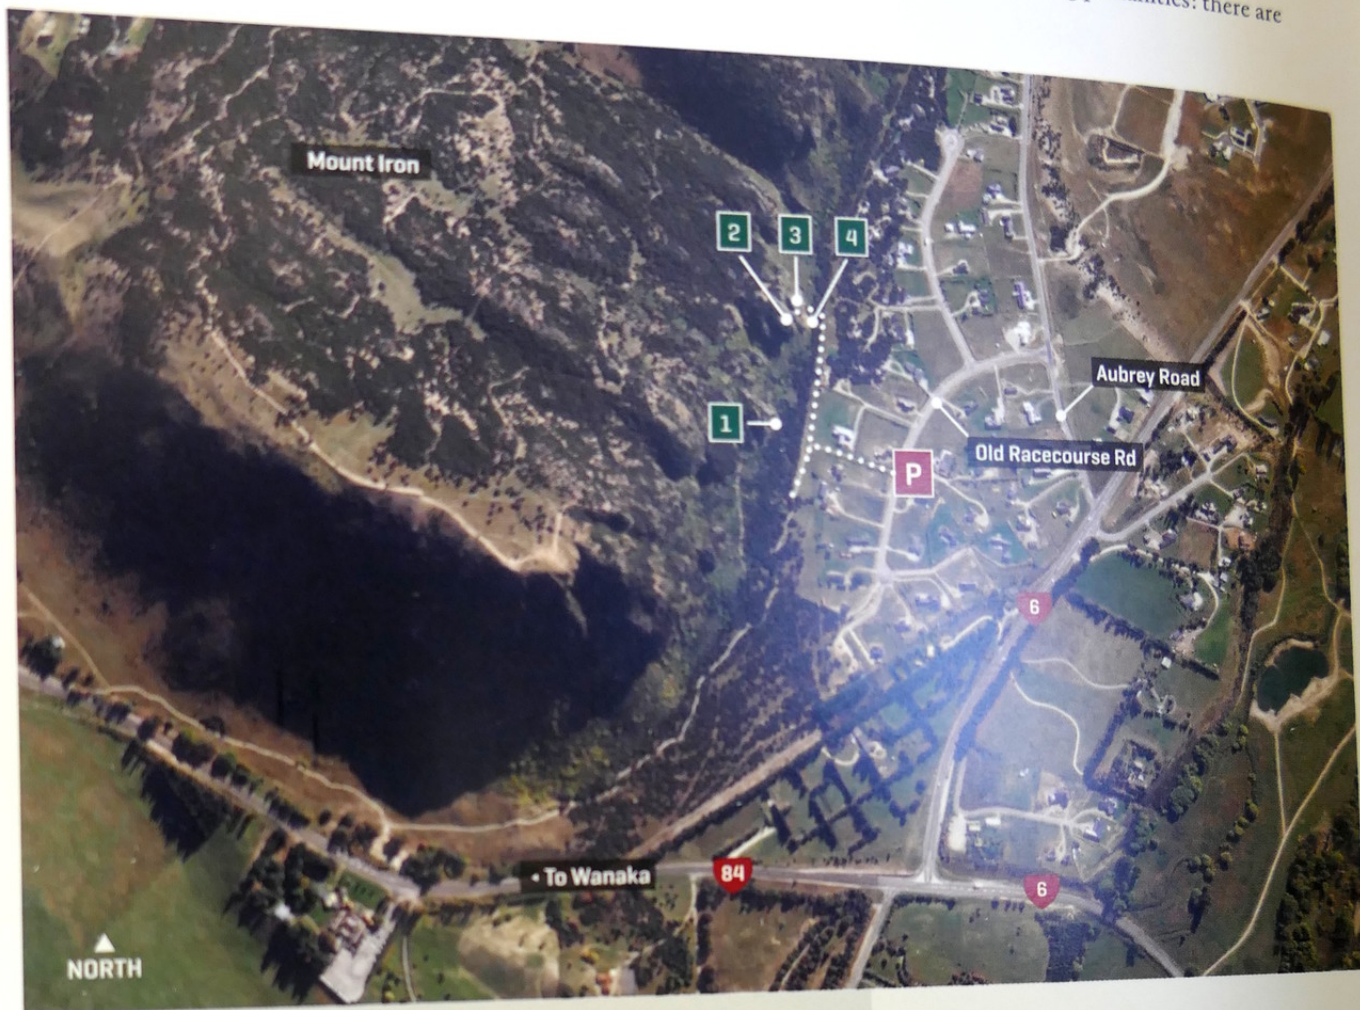 there are
Mount Iron
2
3
4
Aubrey Road
1
Old Racecourse Rd
P
6
• To Wanaka
84
6
NORTH